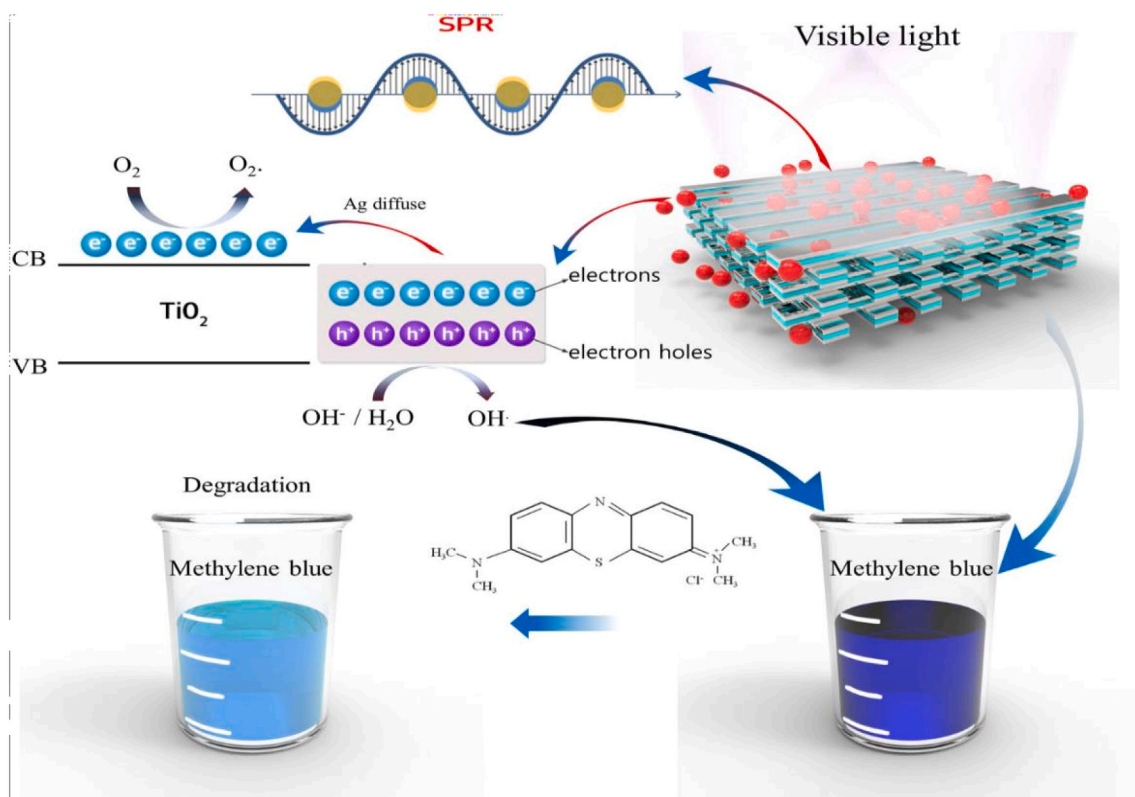 SPR
Visible light
O₂
O₂.
Ag diffuse
e⁻ e⁻ e⁻ e⁻ e⁻ e⁻
CB
electrons
e⁻ e⁻ e⁻ e⁻ e⁻ e⁻
TiO₂
h⁺ h⁺ h⁺ h⁺ h⁺ h⁺
electron holes
VB
OH⁻ / H₂O
OH·
Degradation
N
H₃C
N
CH₃
S
N
CH₃
CH₃
Cl⁻
Methylene blue
Methylene blue